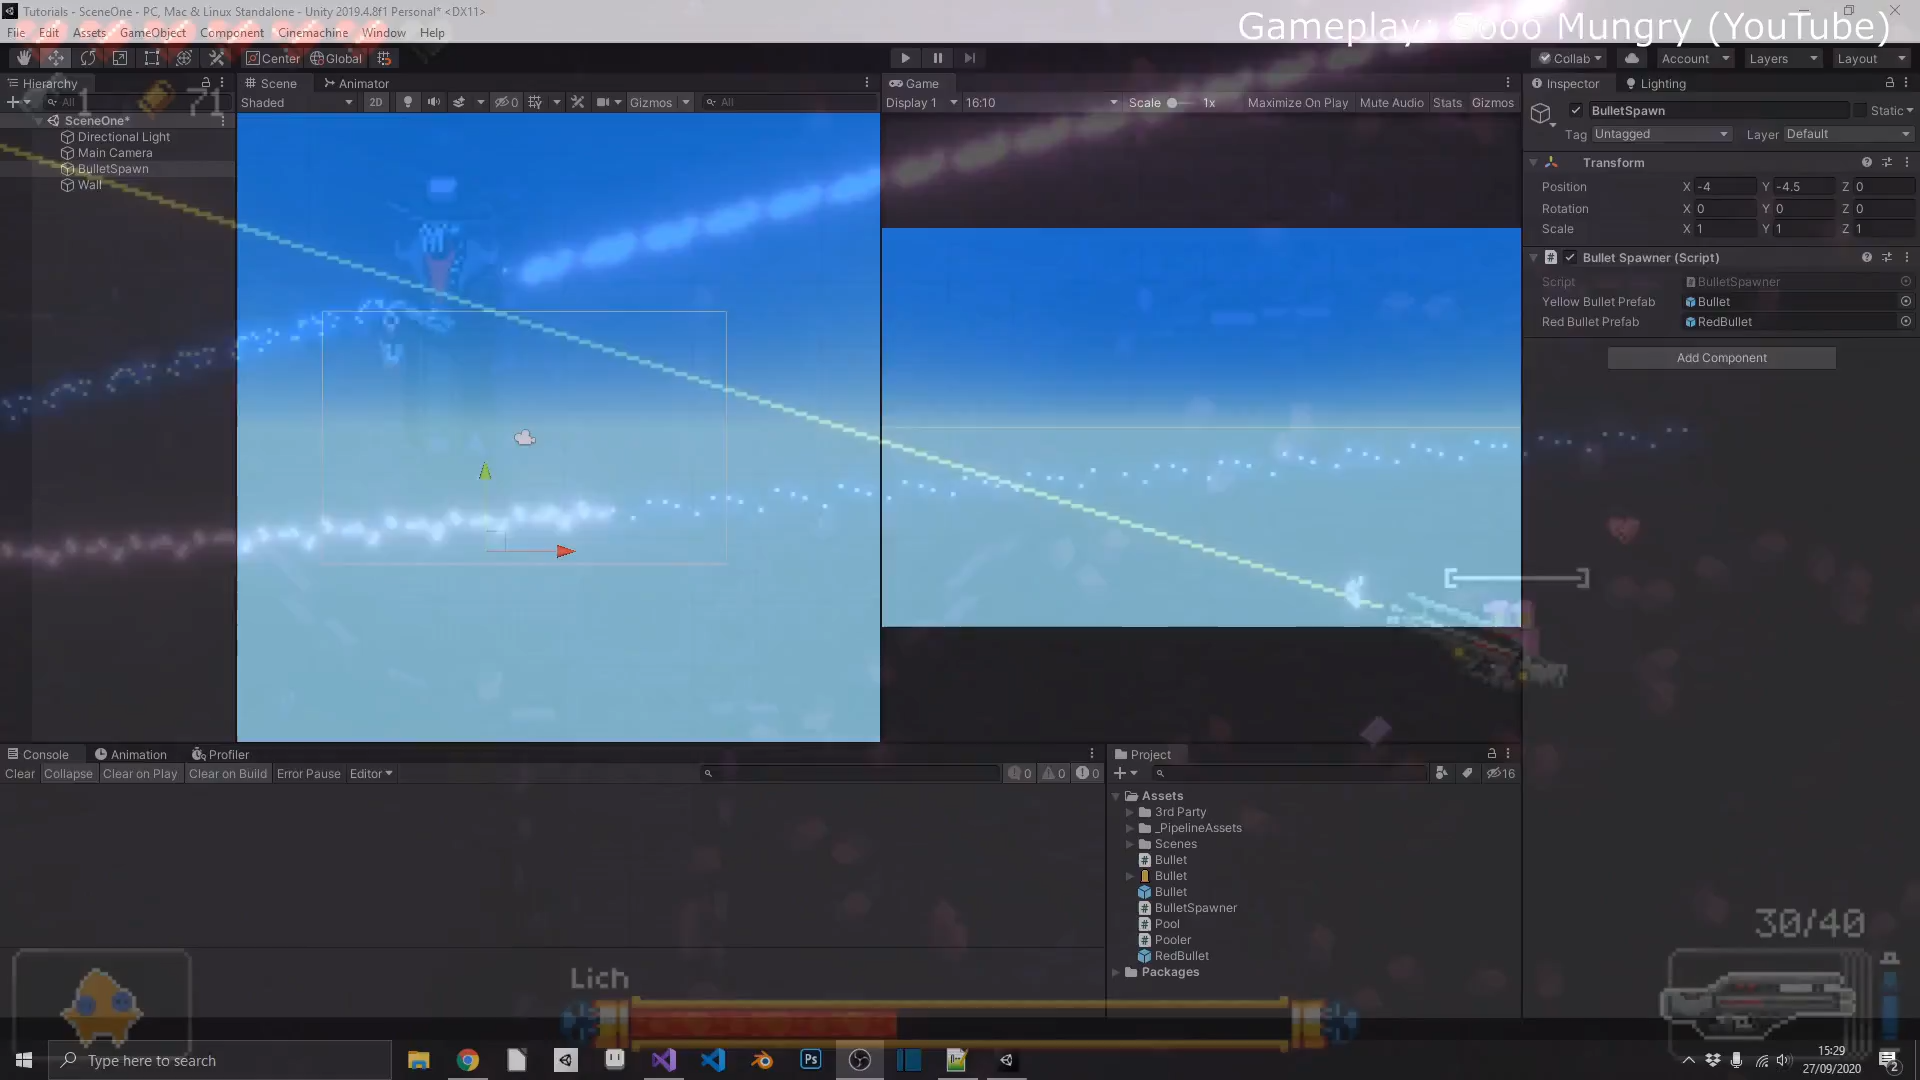 Tutorials - SceneOne - PC, Mac & Linux Standalone - Unity 2019.4.8f1 Personal* <DX11>
Gameplay: Sooo Mungry (YouTube)
File Edit Assets GameObject Component Cinemachine Window Help
Center Global
Collab Account Layers Layout
Hierarchy
Scene Animator
Game
Inspector Lighting
All
1 71
Shaded 2D 0 Gizmos All
Display 1 16:10 Scale 1x Maximize On Play Mute Audio Stats Gizmos
BulletSpawn Static
Tag Untagged Layer Default
SceneOne*
Directional Light
Main Camera
BulletSpawn
Wall
Transform
Position X -4 Y -4.5 Z 0
Rotation X 0 Y 0 Z 0
Scale X 1 Y 1 Z 1
Bullet Spawner (Script)
Script BulletSpawner
Yellow Bullet Prefab Bullet
Red Bullet Prefab RedBullet
Add Component
Console Animation Profiler
Clear Collapse Clear on Play Clear on Build Error Pause Editor 0 0 0
Project
16
Assets
3rd Party
_PipelineAssets
Scenes
Bullet
Bullet
Bullet
BulletSpawner
Pool
Pooler
RedBullet
Packages
30/40
Lich
Type here to search
Ps
15:29
27/09/2020
2